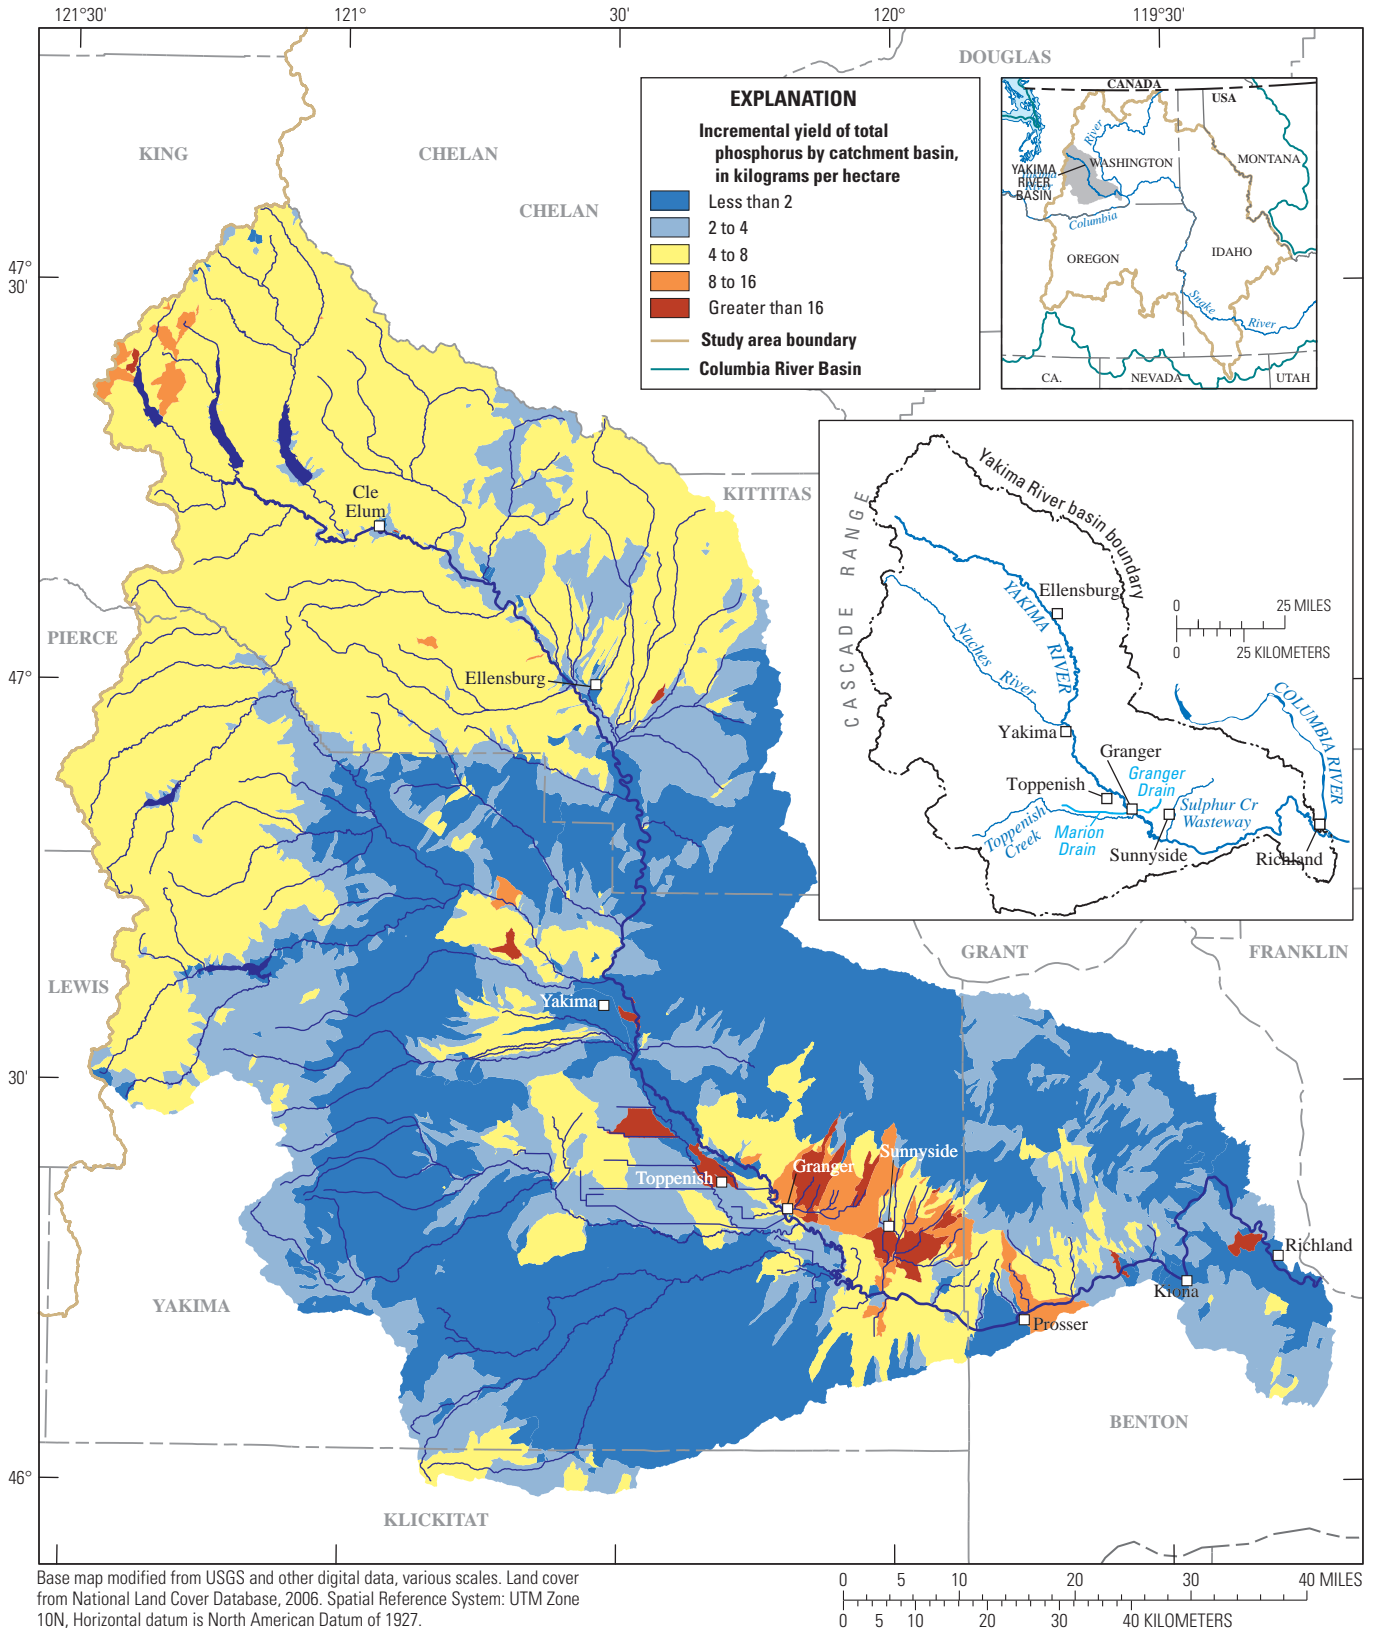 121°30'
121°
30'
120°
119°30'
47°
30'
47°
30'
46°
DOUGLAS
KING
CHELAN
CHELAN
KITTITAS
PIERCE
LEWIS
YAKIMA
KLICKITAT
GRANT
FRANKLIN
BENTON
EXPLANATION
Incremental yield of total
phosphorus by catchment basin,
in kilograms per hectare
Less than 2
2 to 4
4 to 8
8 to 16
Greater than 16
Study area boundary
Columbia River Basin
CANADA
USA
River
WASHINGTON
MONTANA
YAKIMA
RIVER
BASIN
Columbia
OREGON
IDAHO
Snake
River
CA.
NEVADA
UTAH
Yakima River basin boundary
CASCADE RANGE
Ellensburg
YAKIMA RIVER
0 25 MILES
0 25 KILOMETERS
Naches River
COLUMBIA RIVER
Yakima
Granger
Toppenish
Granger
Drain
Sulphur Cr
Wasteway
Toppenish
Creek
Marion
Drain
Sunnyside
Richland
Cle
Elum
Ellensburg
Yakima
Toppenish
Granger
Sunnyside
Richland
Kiona
Prosser
Base map modified from USGS and other digital data, various scales. Land cover
from National Land Cover Database, 2006. Spatial Reference System: UTM Zone
10N, Horizontal datum is North American Datum of 1927.
0 5 10 20 30 40 MILES
0 5 10 20 30 40 KILOMETERS